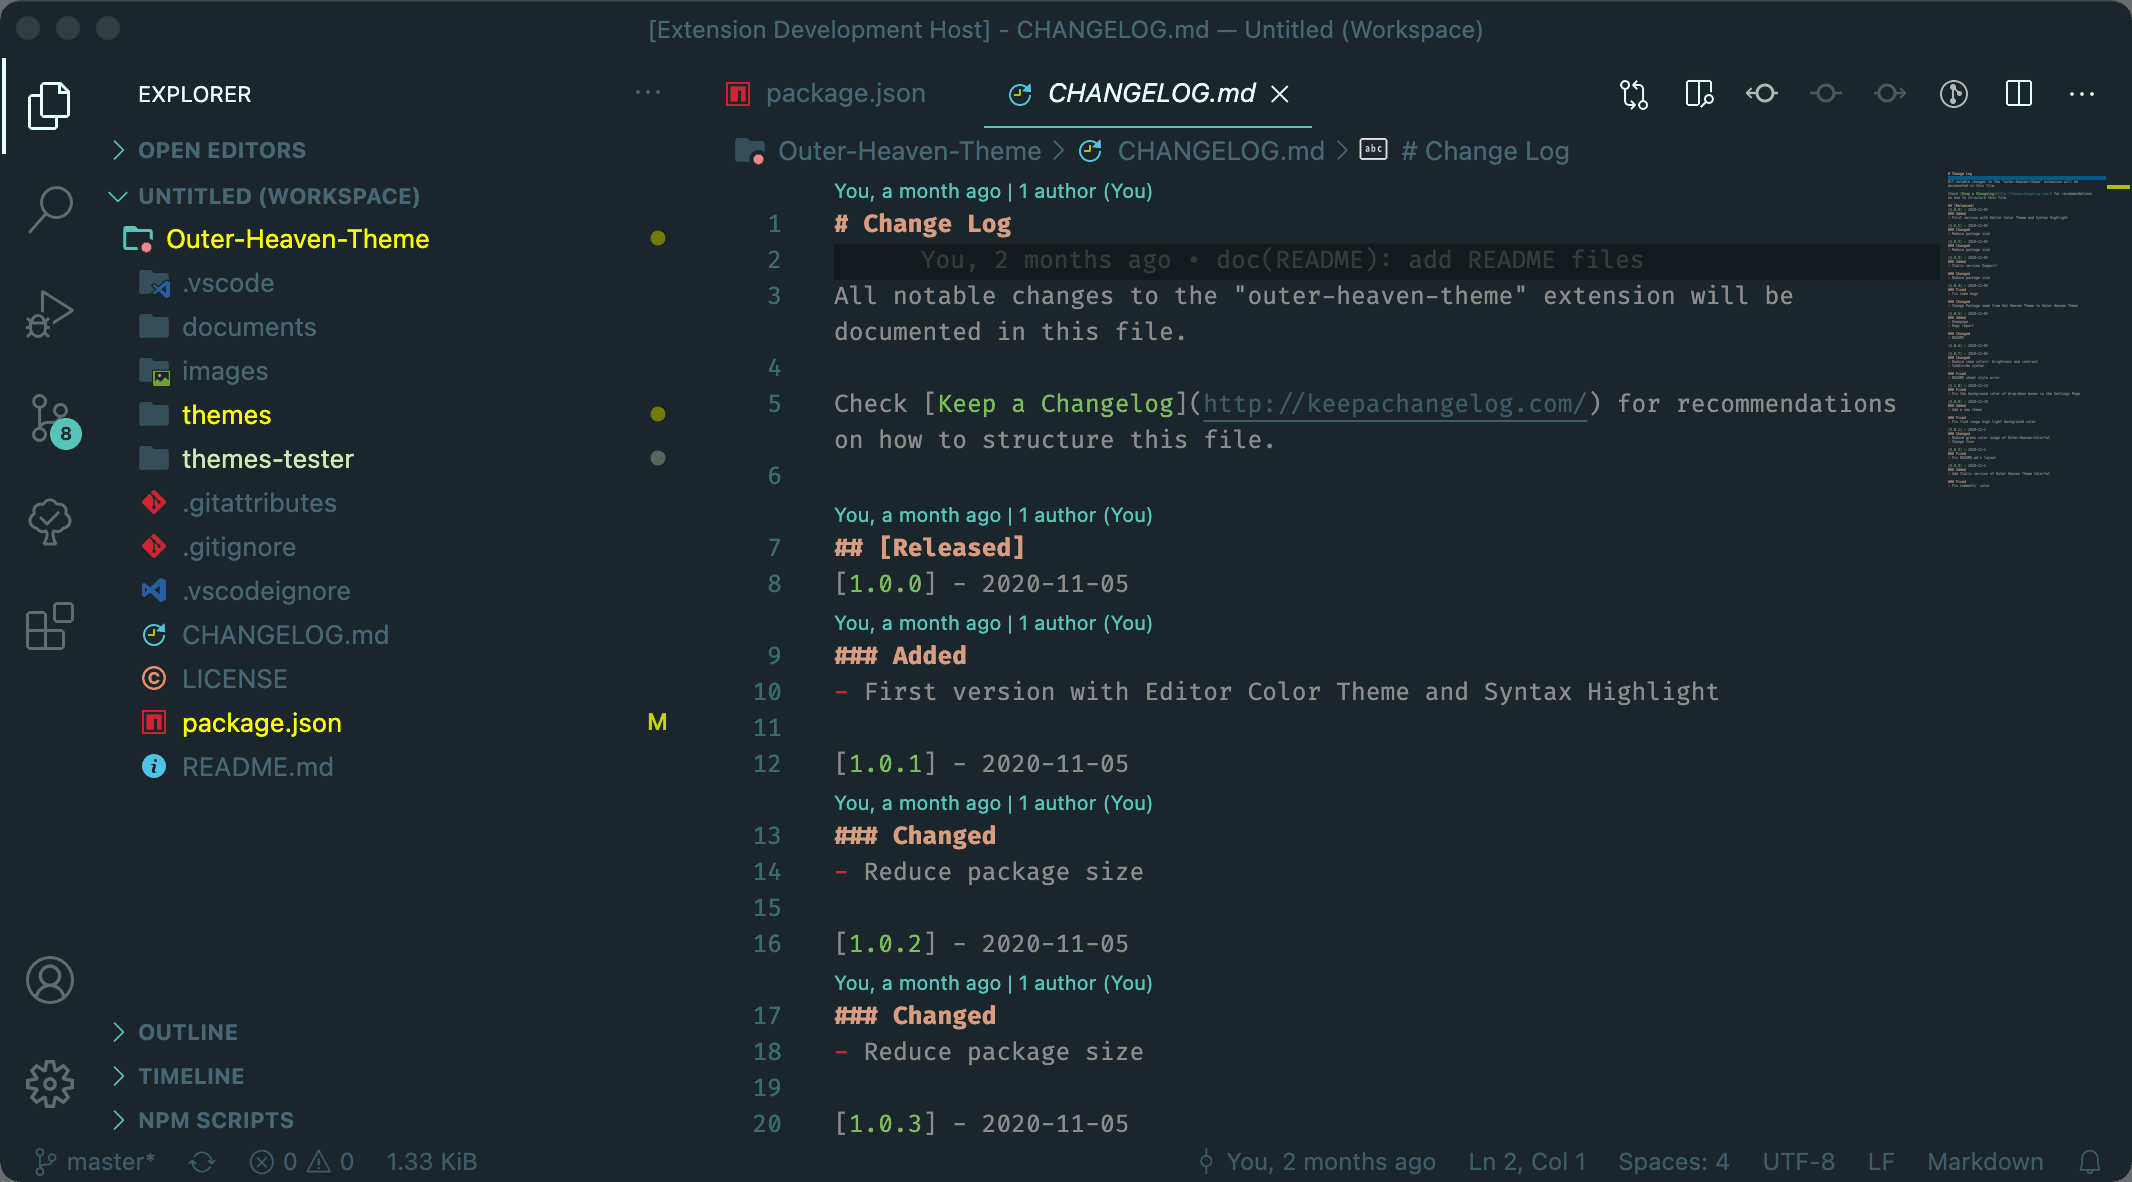 [Extension Development Host] - CHANGELOG.md — Untitled (Workspace)
EXPLORER
OPEN EDITORS
UNTITLED (WORKSPACE)
Outer-Heaven-Theme
.vscode
documents
images
themes
themes-tester
.gitattributes
.gitignore
.vscodeignore
CHANGELOG.md
LICENSE
package.json M
README.md
8
OUTLINE
TIMELINE
NPM SCRIPTS
package.json CHANGELOG.md
Outer-Heaven-Theme > CHANGELOG.md > abc # Change Log
You, a month ago | 1 author (You)
1 # Change Log
2 You, 2 months ago • doc(README): add README files
3 All notable changes to the "outer-heaven-theme" extension will be
documented in this file.
4
5 Check [Keep a Changelog](http://keepachangelog.com/) for recommendations
on how to structure this file.
6
You, a month ago | 1 author (You)
7 ## [Released]
8 [1.0.0] - 2020-11-05
You, a month ago | 1 author (You)
9 ### Added
10 - First version with Editor Color Theme and Syntax Highlight
11
12 [1.0.1] - 2020-11-05
You, a month ago | 1 author (You)
13 ### Changed
14 - Reduce package size
15
16 [1.0.2] - 2020-11-05
You, a month ago | 1 author (You)
17 ### Changed
18 - Reduce package size
19
20 [1.0.3] - 2020-11-05
master* 0 0 1.33 KiB You, 2 months ago Ln 2, Col 1 Spaces: 4 UTF-8 LF Markdown